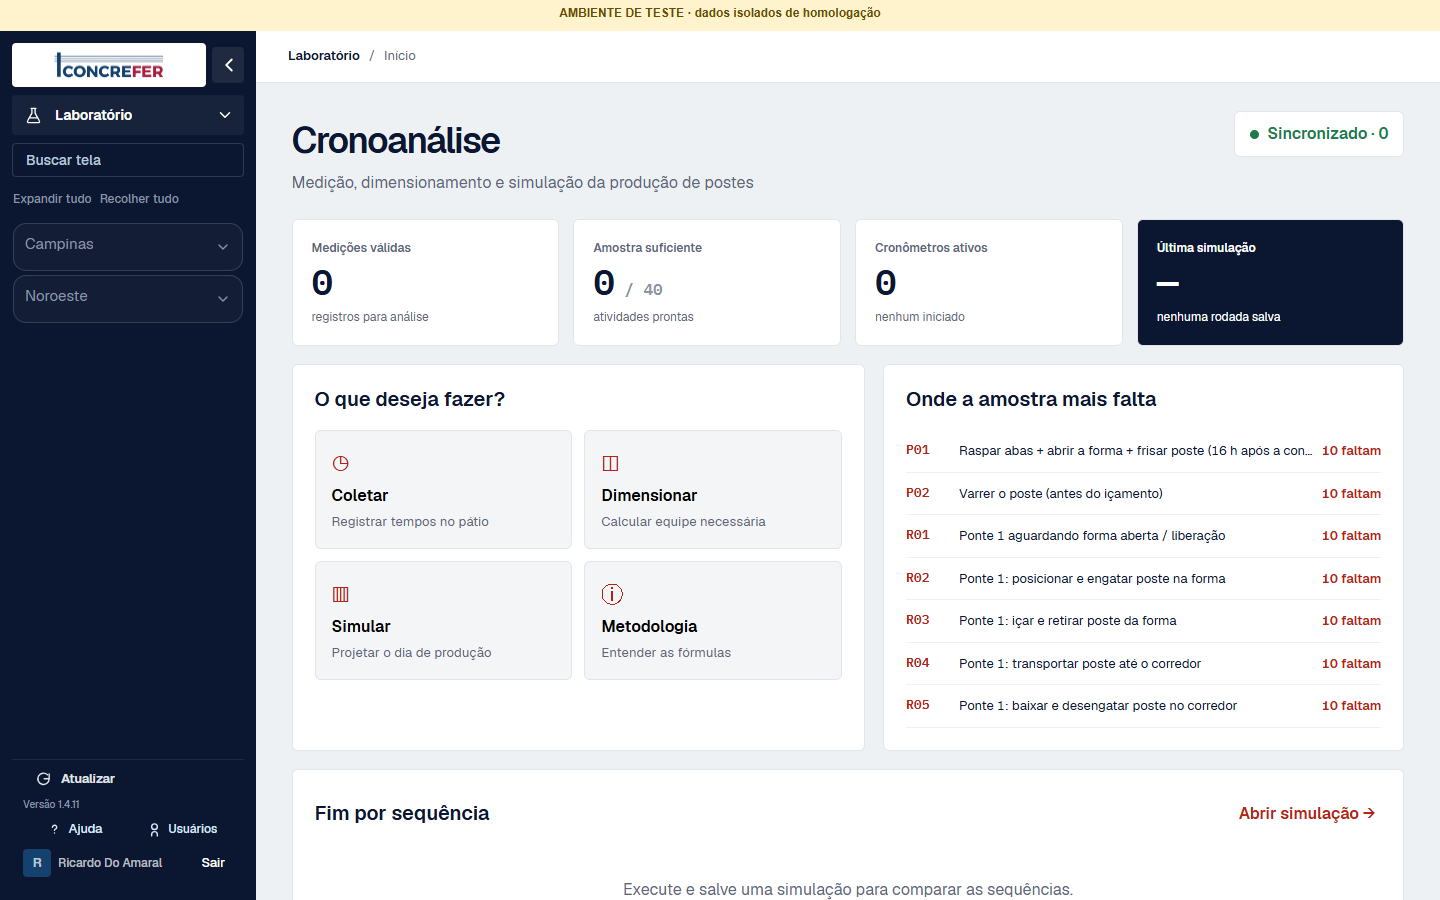 AMBIENTE DE TESTE · dados isolados de homologação
CONCREFER
Laboratório
Buscar tela
Expandir tudo Recolher tudo
Campinas
Noroeste
Atualizar
Versão 1.4.11
? Ajuda Usuários
R Ricardo Do Amaral Sair
Laboratório / Início
Cronoanálise
Sincronizado · 0
Medição, dimensionamento e simulação da produção de postes
Medições válidas
0
registros para análise
Amostra suficiente
0 / 40
atividades prontas
Cronômetros ativos
0
nenhum iniciado
Última simulação
—
nenhuma rodada salva
O que deseja fazer?
Coletar
Registrar tempos no pátio
Dimensionar
Calcular equipe necessária
Simular
Projetar o dia de produção
Metodologia
Entender as fórmulas
Onde a amostra mais falta
P01 Raspar abas + abrir a forma + frisar poste (16 h após a con... 10 faltam
P02 Varrer o poste (antes do içamento) 10 faltam
R01 Ponte 1 aguardando forma aberta / liberação 10 faltam
R02 Ponte 1: posicionar e engatar poste na forma 10 faltam
R03 Ponte 1: içar e retirar poste da forma 10 faltam
R04 Ponte 1: transportar poste até o corredor 10 faltam
R05 Ponte 1: baixar e desengatar poste no corredor 10 faltam
Fim por sequência
Abrir simulação →
Execute e salve uma simulação para comparar as sequências.